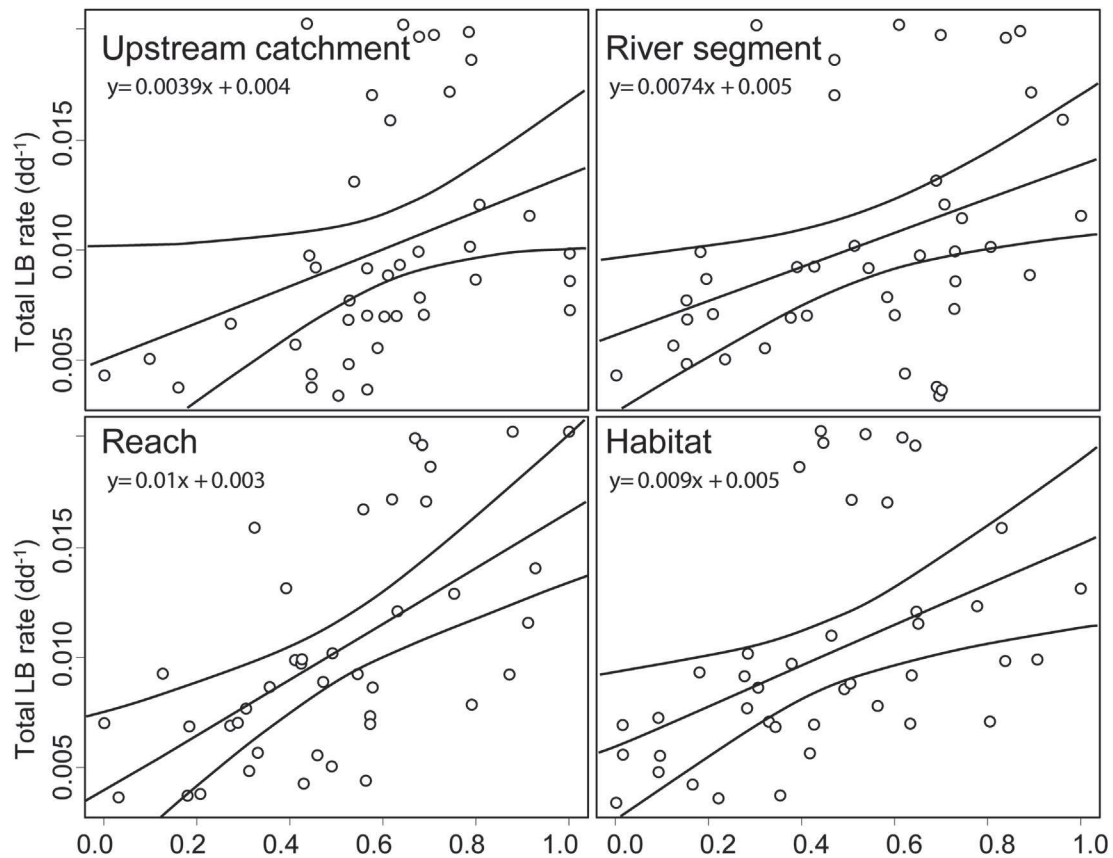 Upstream catchment
y= 0.0039x + 0.004
River segment
y= 0.0074x + 0.005
Total LB rate (dd-1)
0.005 0.010 0.015
Reach
y= 0.01x + 0.003
Habitat
y= 0.009x + 0.005
Total LB rate (dd-1)
0.005 0.010 0.015
0.0 0.2 0.4 0.6 0.8 1.0
0.0 0.2 0.4 0.6 0.8 1.0